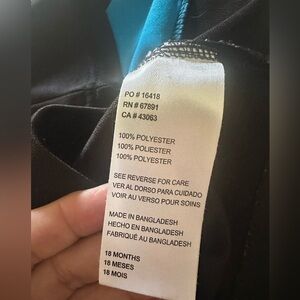 PO # 16418
RN # 67891
CA # 43063
100% POLYESTER
100% POLIESTER
100% POLYESTER
SEE REVERSE FOR CARE
VER AL DORSO PARA CUIDADO
VOIR AU VERSO POUR SOINS
MADE IN BANGLADESH
HECHO EN BANGLADESH
FABRIQUÉ AU BANGLADESH
18 MONTHS
18 MESES
18 MOIS